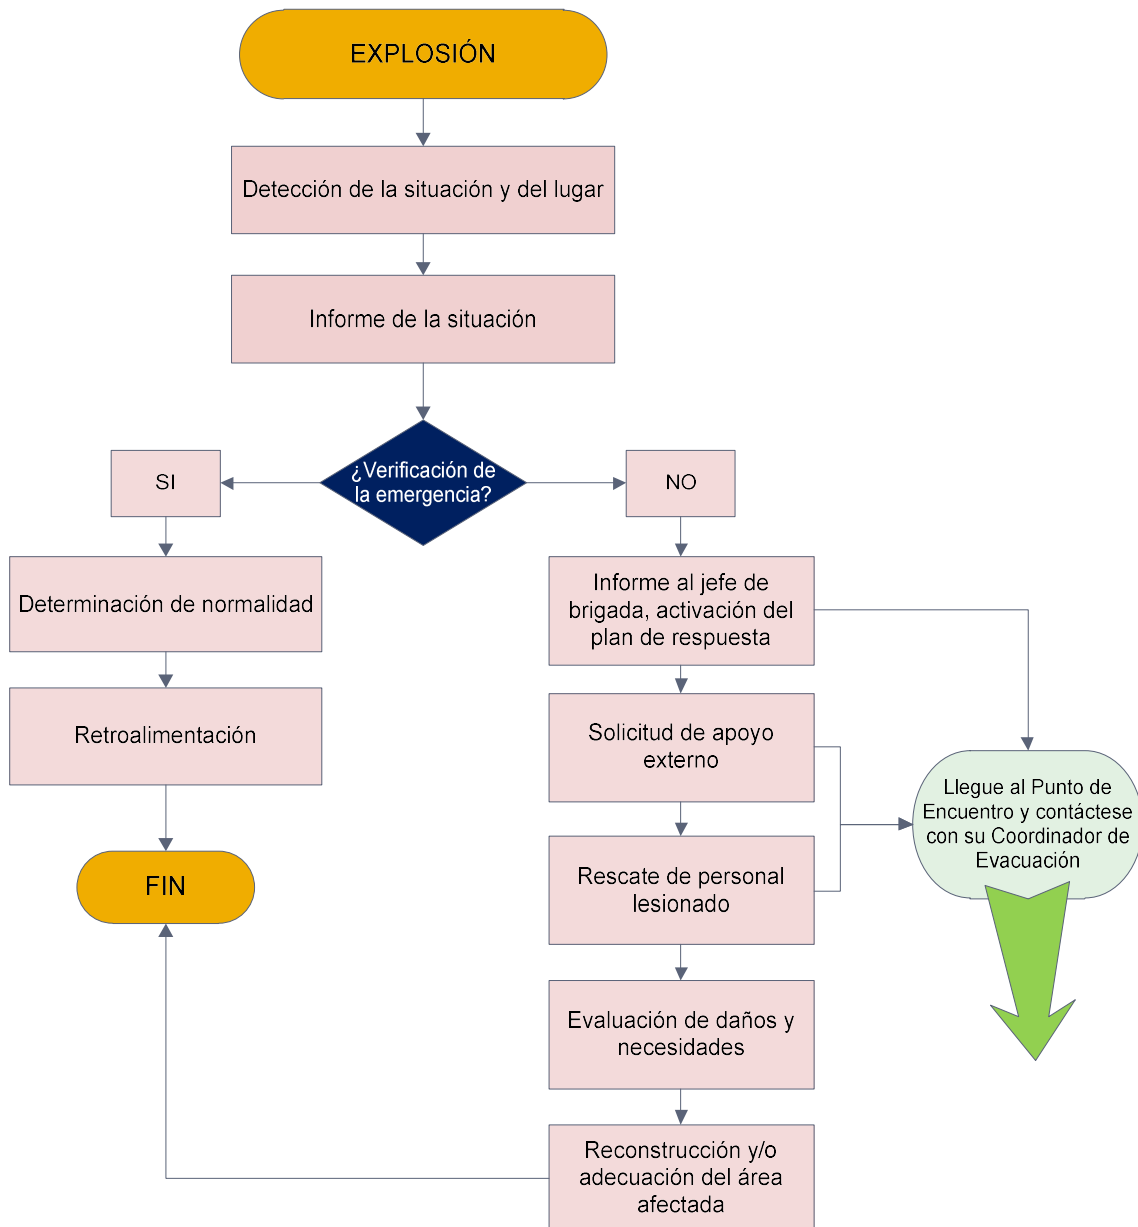 EXPLOSIÓN
Detección de la situación y del lugar
Informe de la situación
¿Verificación de
la emergencia?
SI
NO
Determinación de normalidad
Retroalimentación
FIN
Informe al jefe de
brigada, activación del
plan de respuesta
Solicitud de apoyo
externo
Rescate de personal
lesionado
Evaluación de daños y
necesidades
Reconstrucción y/o
adecuación del área
afectada
Llegue al Punto de
Encuentro y contáctese
con su Coordinador de
Evacuación